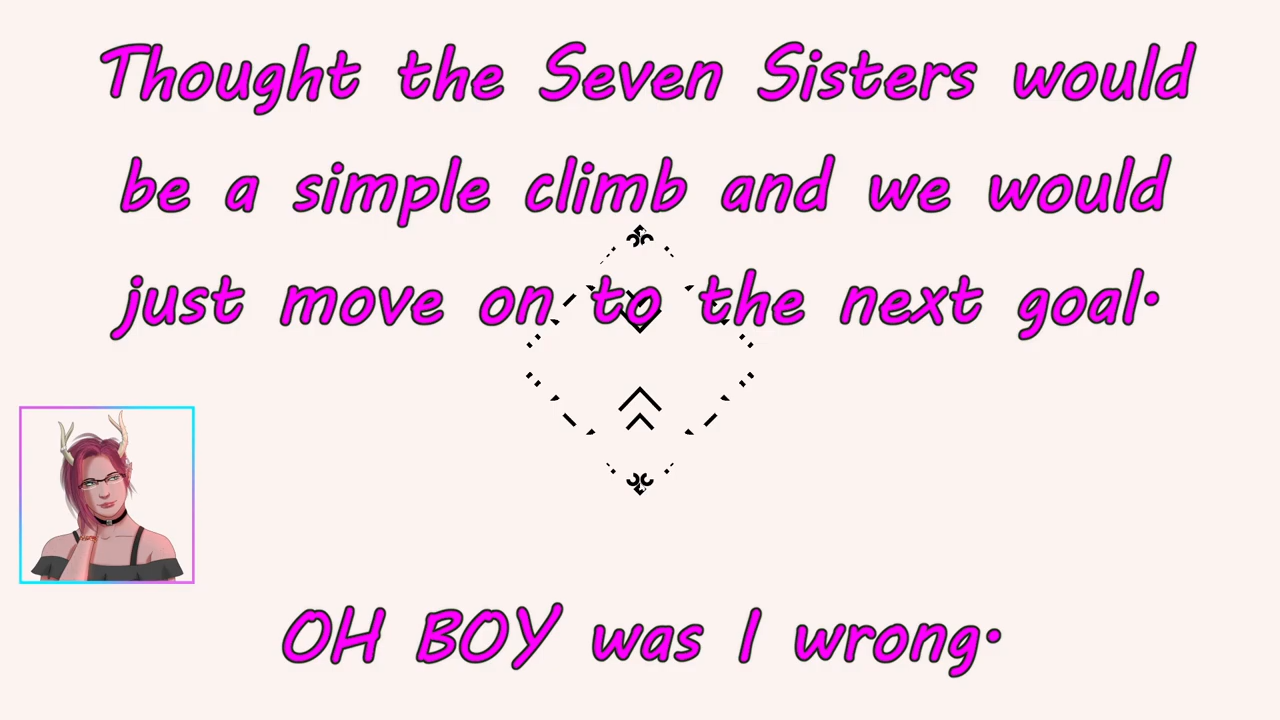 Thought the Seven Sisters would
be a simple climb and we would
just move on to the next goal.
OH BOY was I wrong.